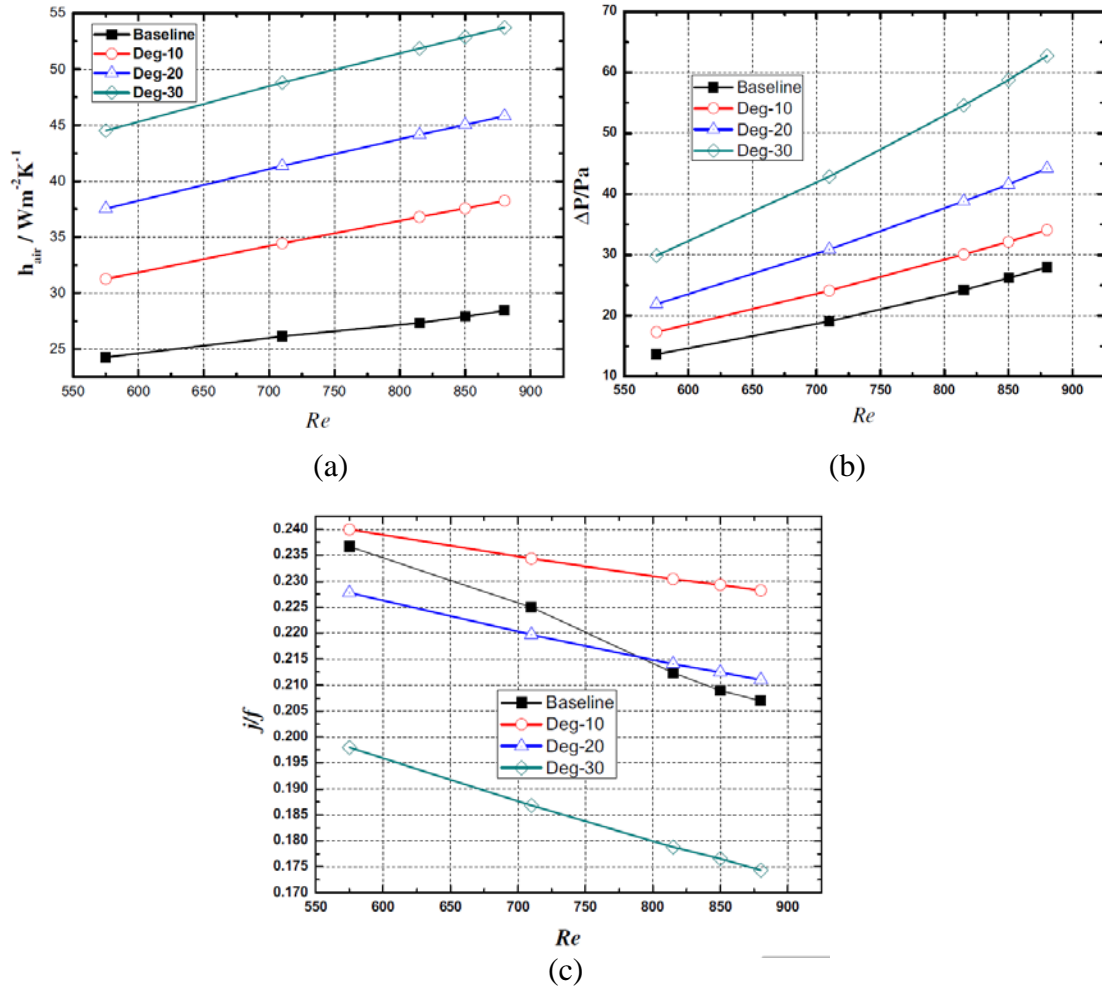 55
50
45
40
35
30
25
h_air / Wm⁻²K⁻¹
Baseline
Deg-10
Deg-20
Deg-30
550 600 650 700 750 800 850 900
Re
(a)
70
60
50
40
30
20
10
ΔP/Pa
Baseline
Deg-10
Deg-20
Deg-30
550 600 650 700 750 800 850 900
Re
(b)
0.240
0.235
0.230
0.225
0.220
0.215
0.210
0.205
0.200
0.195
0.190
0.185
0.180
0.175
0.170
j/f
Baseline
Deg-10
Deg-20
Deg-30
550 600 650 700 750 800 850 900
Re
(c)